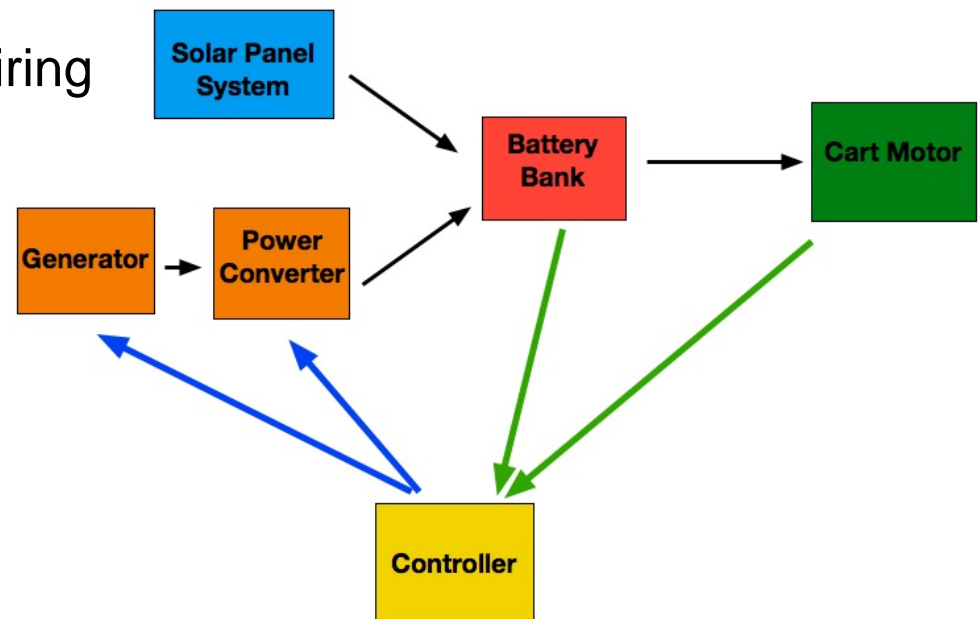 iring
Solar Panel
System
Battery
Bank
Cart Motor
Generator
Power
Converter
Controller